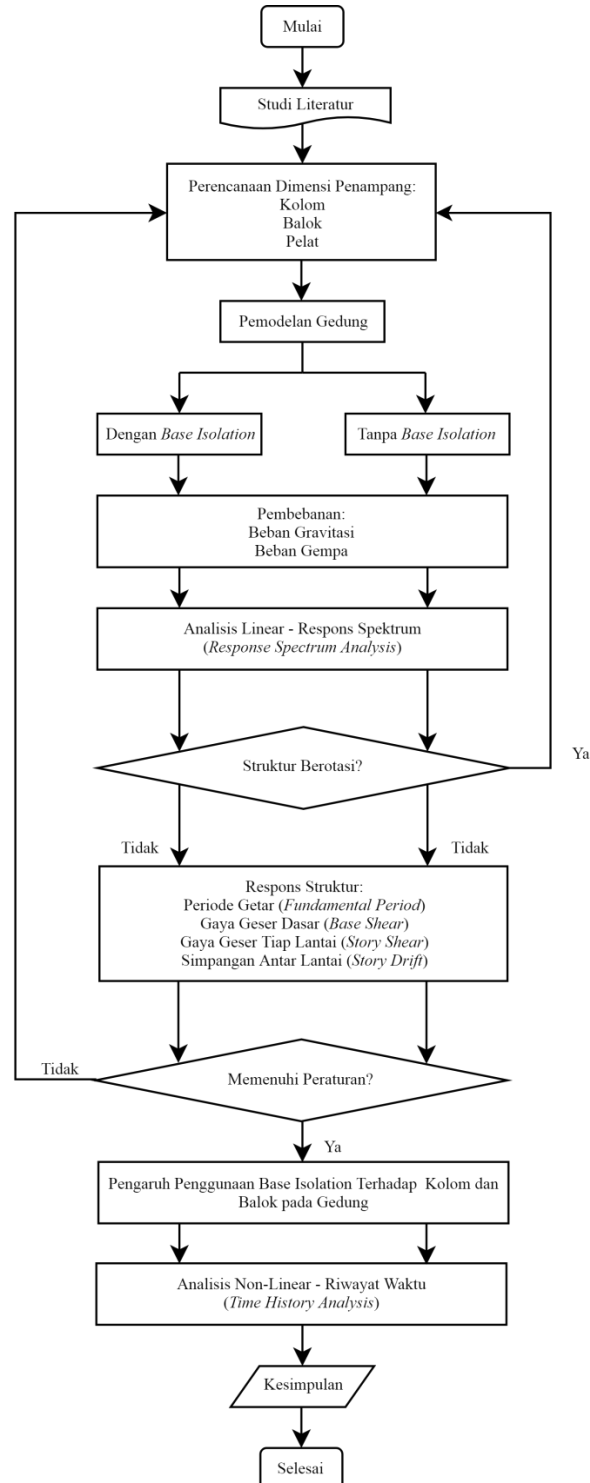 Mulai
Studi Literatur
Perencanaan Dimensi Penampang:
Kolom
Balok
Pelat
Pemodelan Gedung
Dengan Base Isolation
Tanpa Base Isolation
Pembebanan:
Beban Gravitasi
Beban Gempa
Analisis Linear - Respons Spektrum
(Response Spectrum Analysis)
Struktur Berotasi?
Ya
Tidak
Tidak
Respons Struktur:
Periode Getar (Fundamental Period)
Gaya Geser Dasar (Base Shear)
Gaya Geser Tiap Lantai (Story Shear)
Simpangan Antar Lantai (Story Drift)
Tidak
Memenuhi Peraturan?
Ya
Pengaruh Penggunaan Base Isolation Terhadap Kolom dan
Balok pada Gedung
Analisis Non-Linear - Riwayat Waktu
(Time History Analysis)
Kesimpulan
Selesai